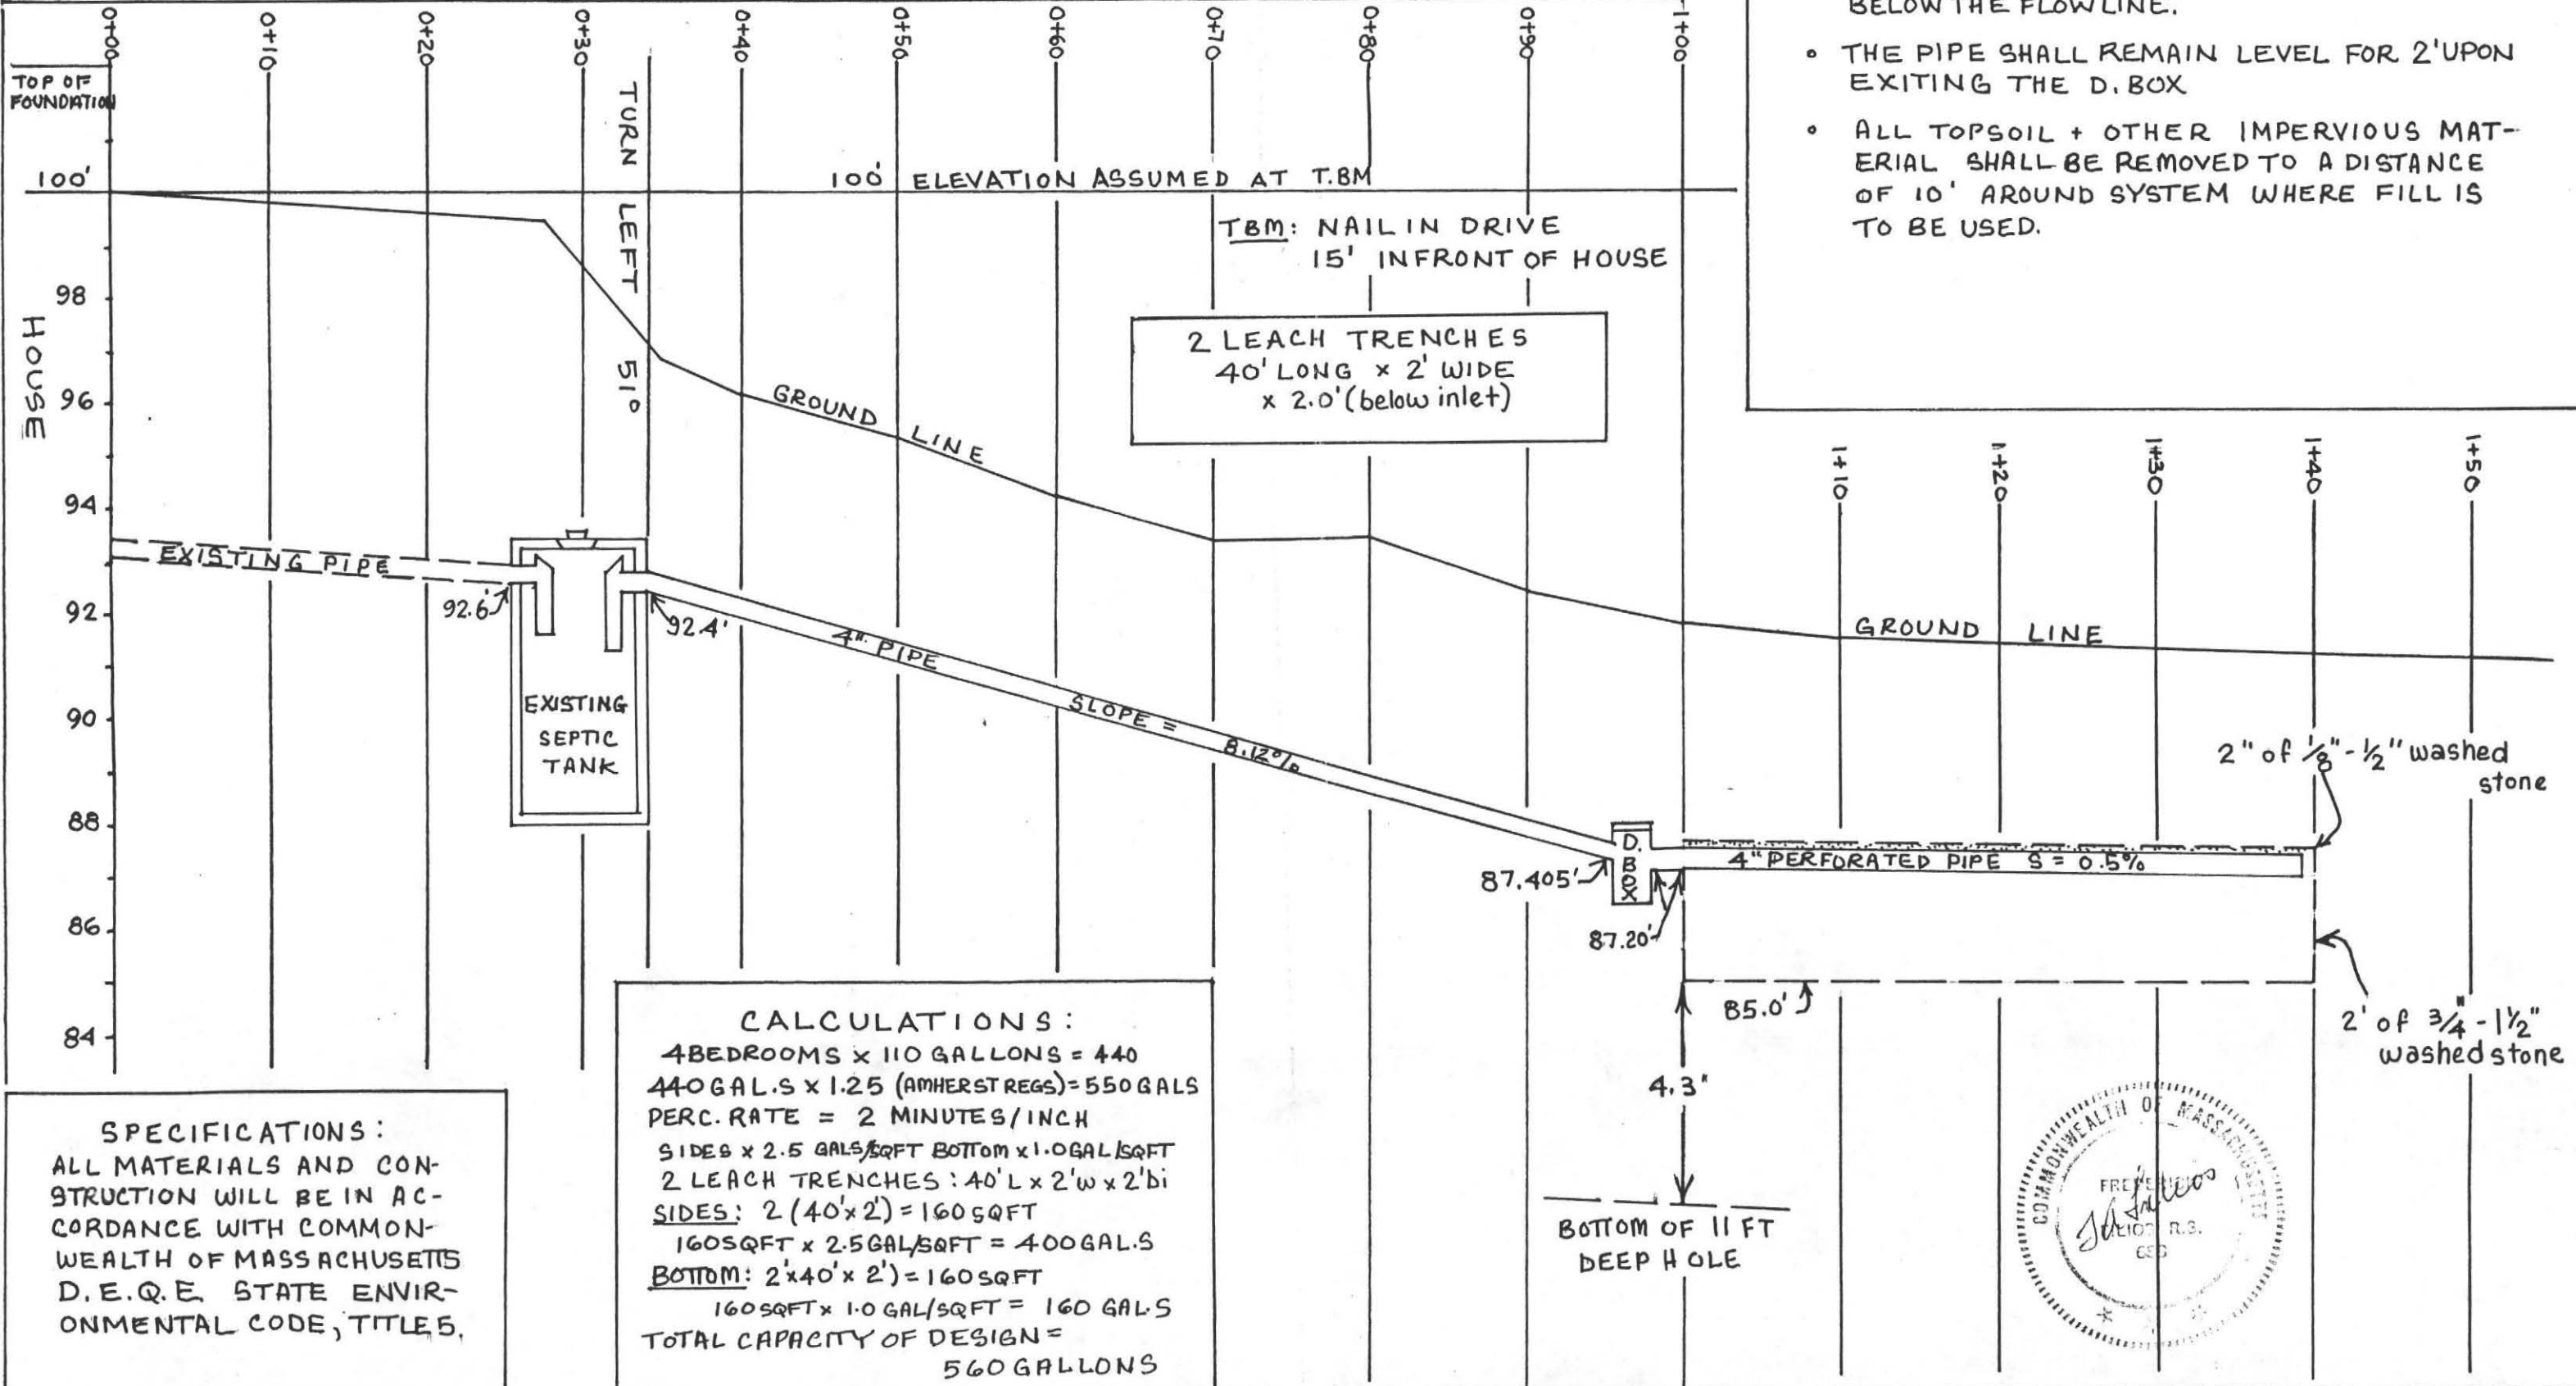 0+00
0+10
0+20
0+30
0+40
0+50
0+60
0+70
0+80
0+90
1+00
BELOW THE FLOWLINE.
• THE PIPE SHALL REMAIN LEVEL FOR 2' UPON
EXITING THE D. BOX
• ALL TOPSOIL + OTHER IMPERVIOUS MAT-
ERIAL SHALL BE REMOVED TO A DISTANCE
OF 10' AROUND SYSTEM WHERE FILL IS
TO BE USED.
TOP OF
FOUNDATION
TURN LEFT 51°
100'
100' ELEVATION ASSUMED AT T.BM
TBM: NAIL IN DRIVE
15' INFRONT OF HOUSE
HOUSE
98
96
94
92
90
88
86
84
2 LEACH TRENCHES
40' LONG × 2' WIDE
× 2.0' (below inlet)
GROUND LINE
1+10
1+20
1+30
1+40
1+50
EXISTING PIPE
92.6'
92.4'
4" PIPE
SLOPE = 8.12%
GROUND LINE
EXISTING
SEPTIC
TANK
2" of 1/8" - 1/2" washed
stone
D.
BOX
4" PERFORATED PIPE S = 0.5%
87.405'
87.20'
85.0'
2' of 3/4" - 1 1/2"
washed stone
4.3"
BOTTOM OF 11 FT
DEEP HOLE
CALCULATIONS:
4 BEDROOMS × 110 GALLONS = 440
440 GAL.S × 1.25 (AMHERST REGS) = 550 GALS
PERC. RATE = 2 MINUTES/INCH
SIDES × 2.5 GALS/SQFT BOTTOM × 1.0 GAL/SQFT
2 LEACH TRENCHES: 40'L × 2'W × 2'bi
SIDES: 2 (40'×2') = 160 SQFT
160SQFT × 2.5 GAL/SQFT = 400 GAL.S
BOTTOM: 2'×40'×2') = 160 SQFT
160 SQFT × 1.0 GAL/SQFT = 160 GAL.S
TOTAL CAPACITY OF DESIGN =
560 GALLONS
SPECIFICATIONS:
ALL MATERIALS AND CON-
STRUCTION WILL BE IN AC-
CORDANCE WITH COMMON-
WEALTH OF MASSACHUSETTS
D.E.Q.E. STATE ENVIR-
ONMENTAL CODE, TITLE 5.
COMMONWEALTH OF MASSACHUSETTS
R.S.